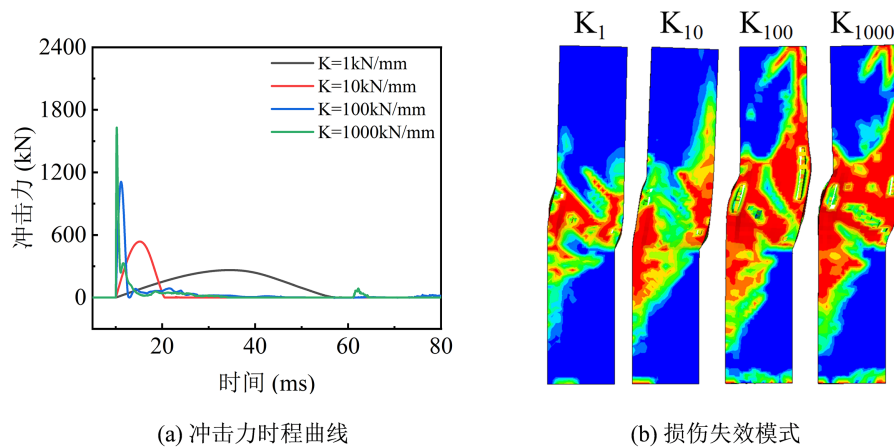 2400
1800
1200
600
0
冲击力 (kN)
K=1kN/mm
K=10kN/mm
K=100kN/mm
K=1000kN/mm
20
40
60
80
时间 (ms)
(a) 冲击力时程曲线
K₁
K₁₀
K₁₀₀
K₁₀₀₀
(b) 损伤失效模式